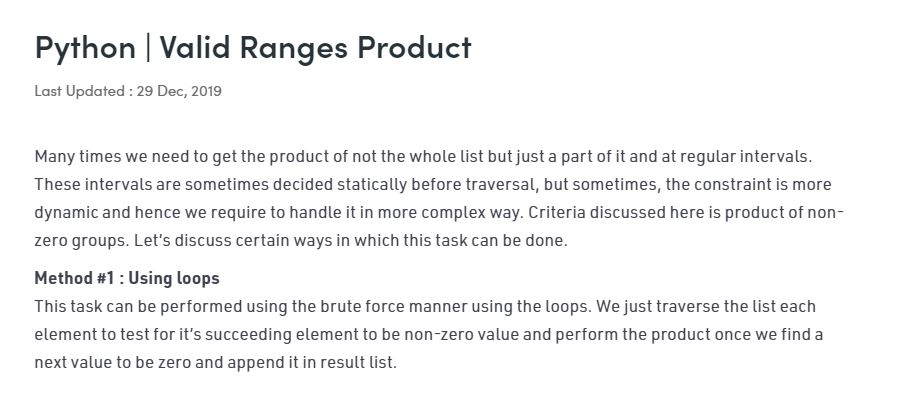 Python | Valid Ranges Product
Last Updated : 29 Dec, 2019
Many times we need to get the product of not the whole list but just a part of it and at regular intervals.
These intervals are sometimes decided statically before traversal, but sometimes, the constraint is more
dynamic and hence we require to handle it in more complex way. Criteria discussed here is product of non-
zero groups. Let’s discuss certain ways in which this task can be done.
Method #1 : Using loops
This task can be performed using the brute force manner using the loops. We just traverse the list each
element to test for it’s succeeding element to be non-zero value and perform the product once we find a
next value to be zero and append it in result list.